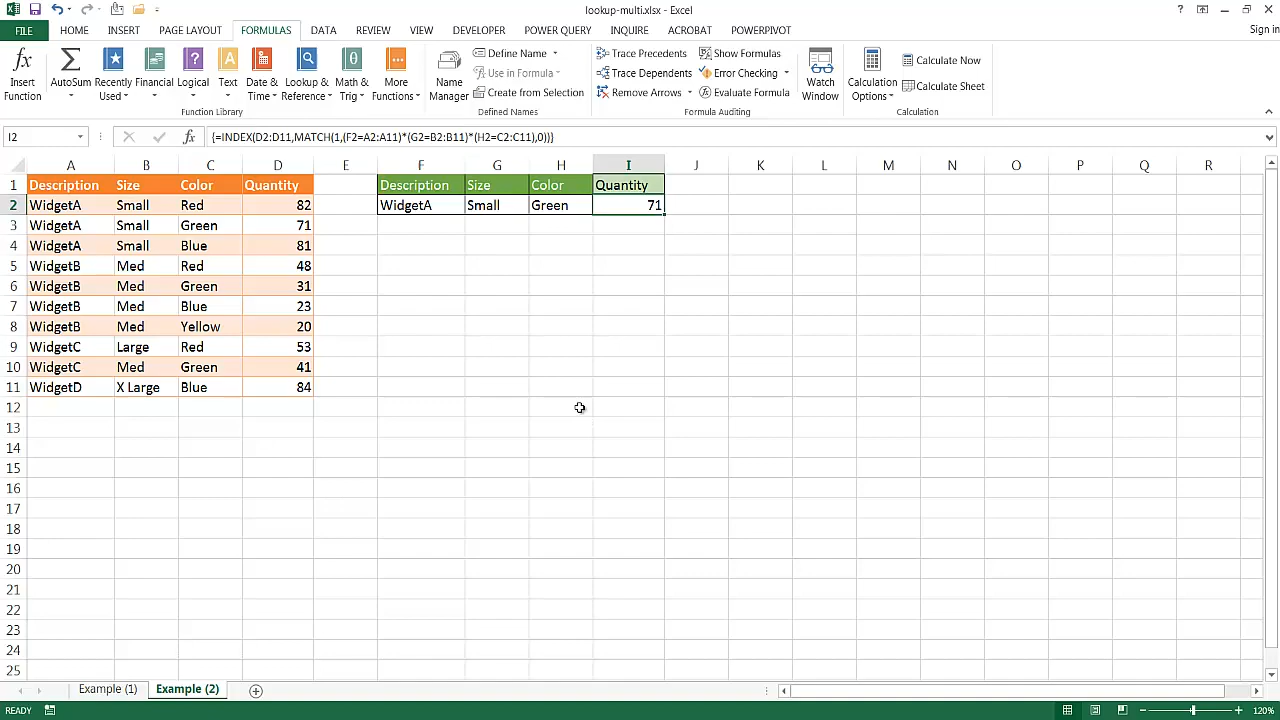 lookup-multi.xlsx - Excel
FILE HOME INSERT PAGE LAYOUT FORMULAS DATA REVIEW VIEW DEVELOPER POWER QUERY INQUIRE ACROBAT POWERPIVOT Sign in
Insert Function
AutoSum
Recently Used
Financial
Logical
Text
Date & Time
Lookup & Reference
Math & Trig
More Functions
Function Library
Name Manager
Define Name
Use in Formula
Create from Selection
Defined Names
Trace Precedents
Trace Dependents
Remove Arrows
Show Formulas
Error Checking
Evaluate Formula
Formula Auditing
Watch Window
Calculation Options
Calculate Now
Calculate Sheet
Calculation
I2 fx {=INDEX(D2:D11,MATCH(1,(F2=A2:A11)*(G2=B2:B11)*(H2=C2:C11),0))}
A B C D E F G H I J K L M N O P Q R
1 Description Size Color Quantity Description Size Color Quantity
2 WidgetA Small Red 82 WidgetA Small Green 71
3 WidgetA Small Green 71
4 WidgetA Small Blue 81
5 WidgetB Med Red 48
6 WidgetB Med Green 31
7 WidgetB Med Blue 23
8 WidgetB Med Yellow 20
9 WidgetC Large Red 53
10 WidgetC Med Green 41
11 WidgetD X Large Blue 84
12
13
14
15
16
17
18
19
20
21
22
23
24
25
Example (1) Example (2)
READY 120%